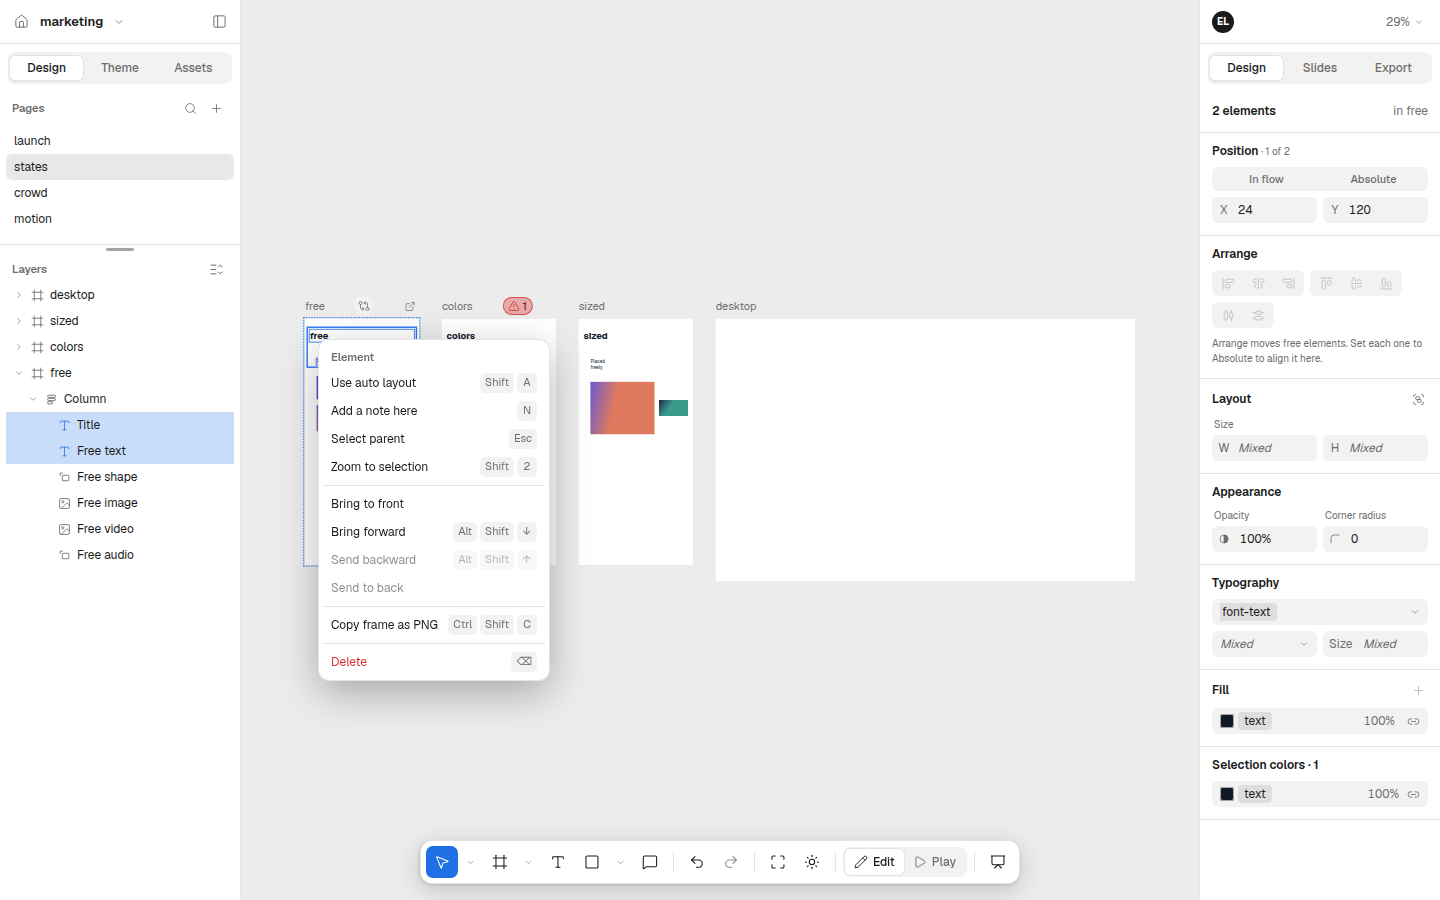 marketing
Design Theme Assets
Pages
launch
states
crowd
motion
Layers
desktop
sized
colors
free
Column
Title
Free text
Free shape
Free image
Free video
Free audio
free
colors
1
sized
desktop
free
colors
sized
Placed
freely
Element
Use auto layout Shift A
Add a note here N
Select parent Esc
Zoom to selection Shift 2
Bring to front
Bring forward Alt Shift ↓
Send backward Alt Shift ↑
Send to back
Copy frame as PNG Ctrl Shift C
Delete ⌫
Edit Play
EL 29%
Design Slides Export
2 elements in free
Position · 1 of 2
In flow Absolute
X 24 Y 120
Arrange
Arrange moves free elements. Set each one to
Absolute to align it here.
Layout
Size
W Mixed H Mixed
Appearance
Opacity Corner radius
100% 0
Typography
font-text
Mixed Size Mixed
Fill
text 100%
Selection colors · 1
text 100%